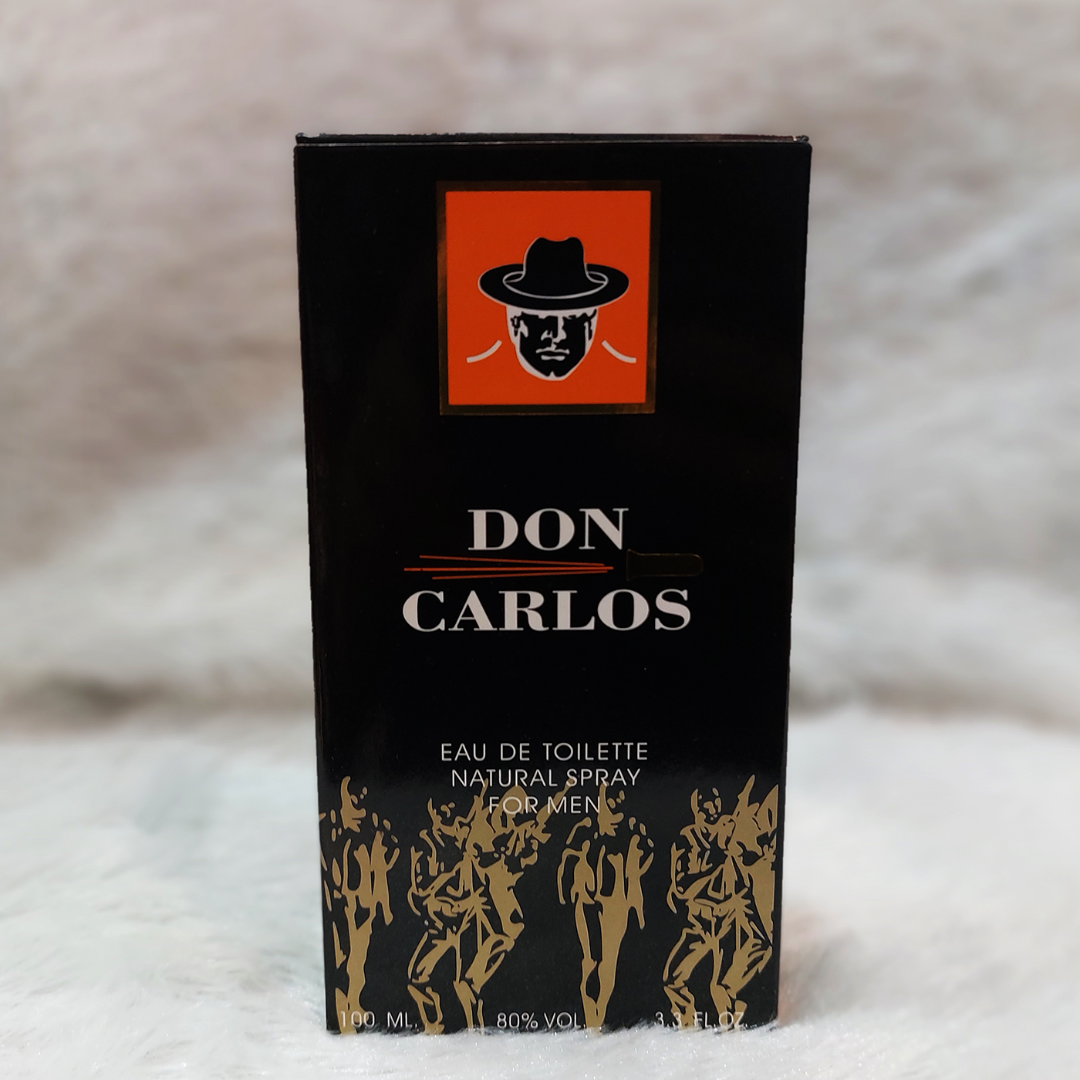 DON
CARLOS
EAU DE TOILETTE
NATURAL SPRAY
FOR MEN
100 ML. 80% VOL. 3.3 FL.OZ.